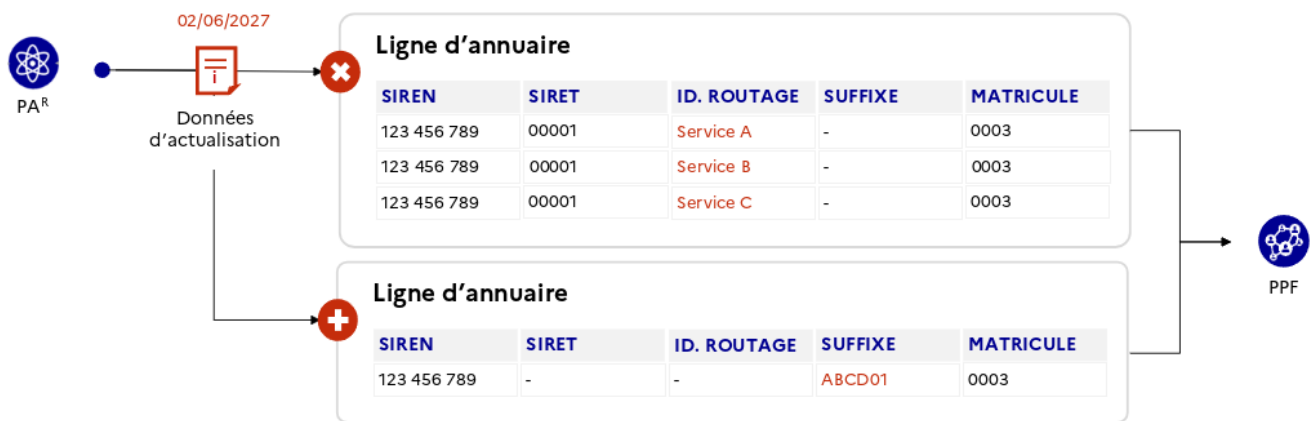 02/06/2027
PAᴿ
Données
d'actualisation
Ligne d'annuaire
SIREN SIRET ID. ROUTAGE SUFFIXE MATRICULE
123 456 789 00001 Service A - 0003
123 456 789 00001 Service B - 0003
123 456 789 00001 Service C - 0003
Ligne d'annuaire
SIREN SIRET ID. ROUTAGE SUFFIXE MATRICULE
123 456 789 - - ABCD01 0003
PPF